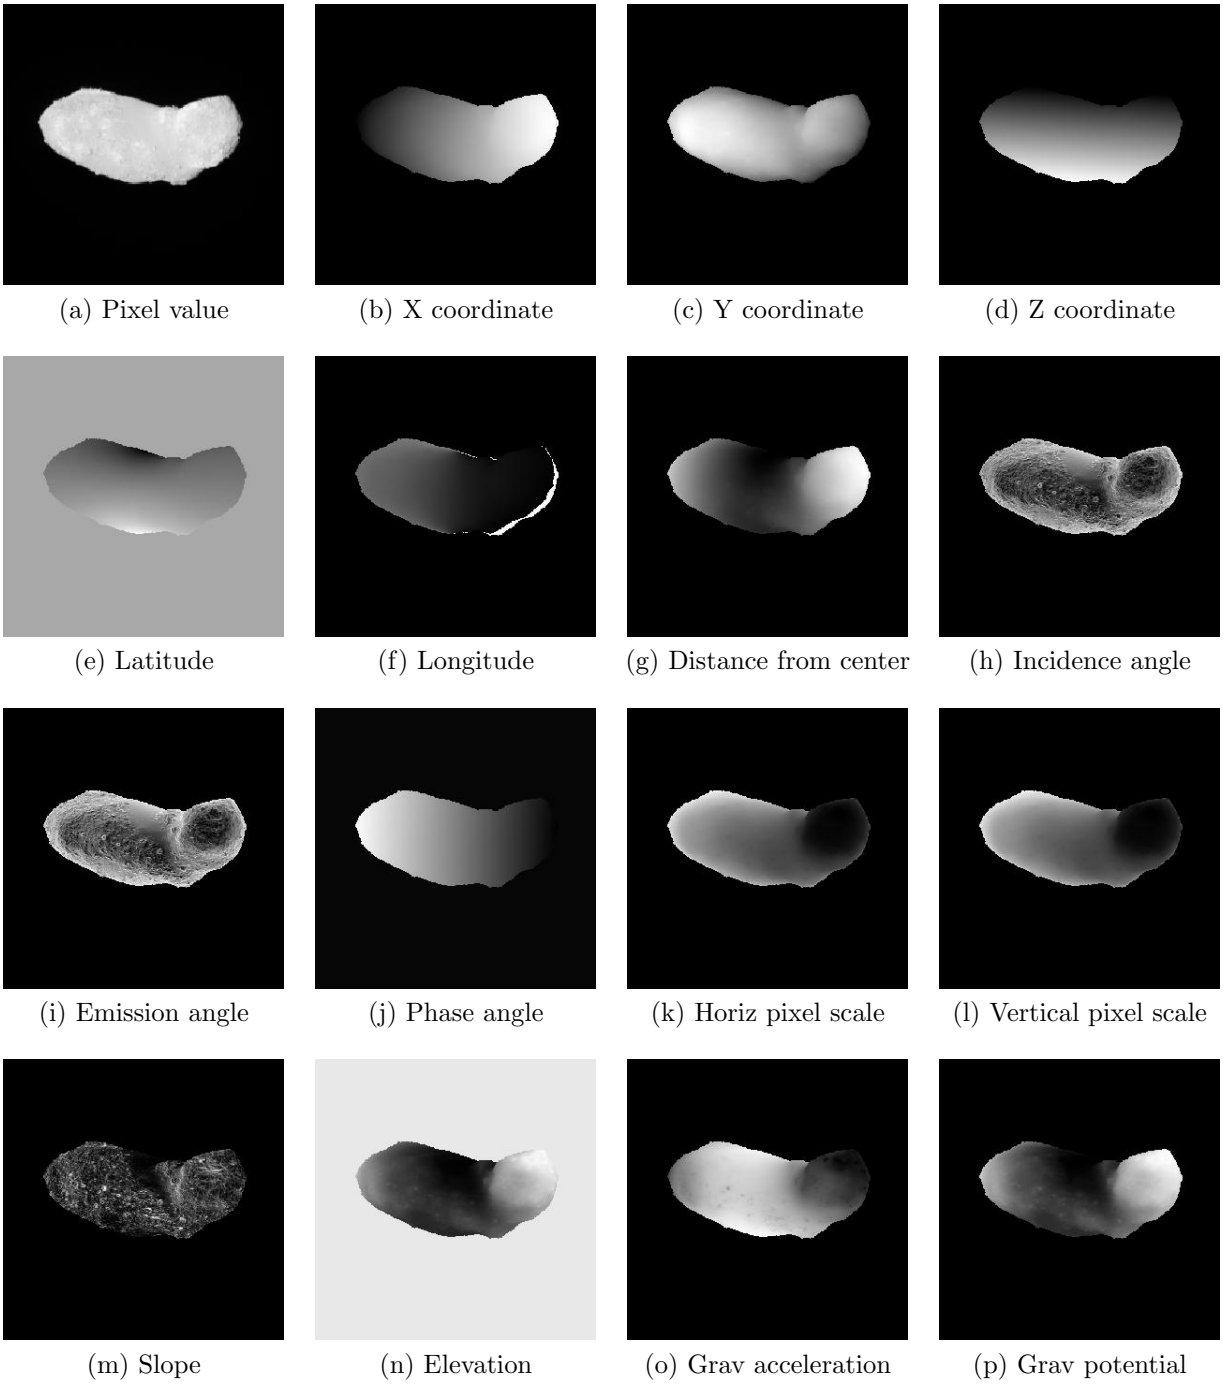 (a) Pixel value
(b) X coordinate
(c) Y coordinate
(d) Z coordinate
(e) Latitude
(f) Longitude
(g) Distance from center
(h) Incidence angle
(i) Emission angle
(j) Phase angle
(k) Horiz pixel scale
(l) Vertical pixel scale
(m) Slope
(n) Elevation
(o) Grav acceleration
(p) Grav potential